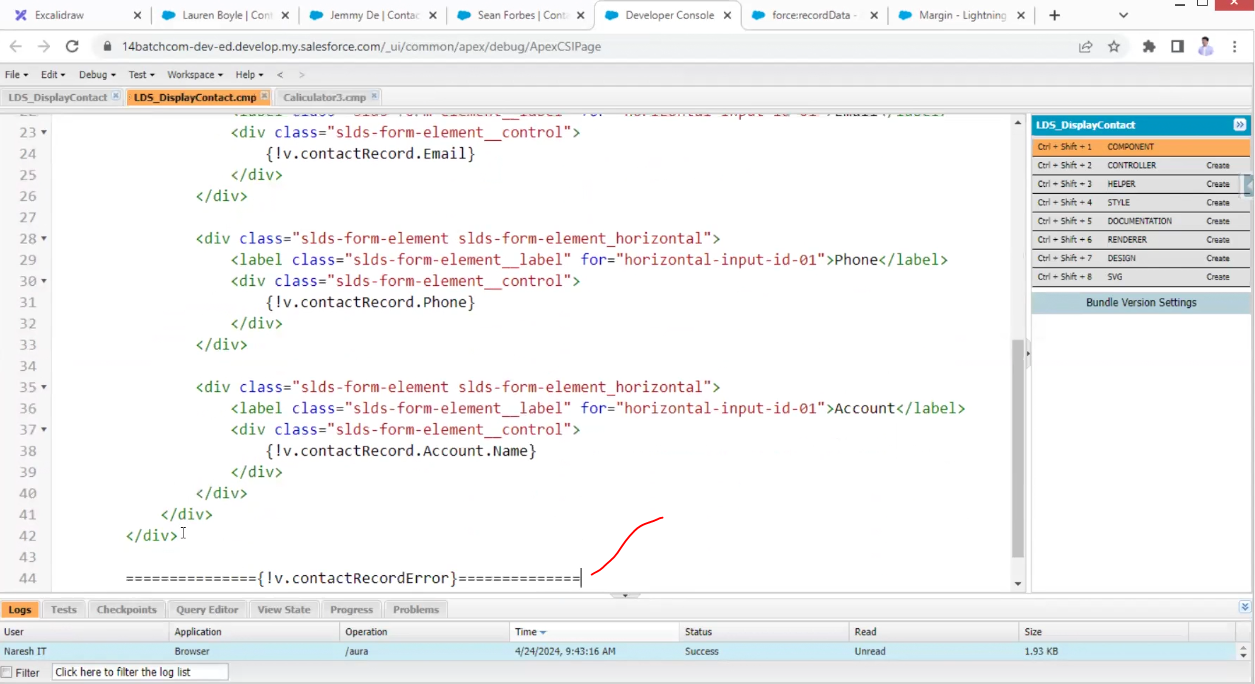 Excalidraw
Lauren Boyle | Cont
Jemmy De | Contac
Sean Forbes | Conta
Developer Console
force:recordData -
Margin - Lightning
14batchcom-dev-ed.develop.my.salesforce.com/_ui/common/apex/debug/ApexCSIPage
File Edit Debug Test Workspace Help < >
LDS_DisplayContact LDS_DisplayContact.cmp Caliculator3.cmp
23 <div class="slds-form-element__control">
24 {!v.contactRecord.Email}
25 </div>
26 </div>
27
28 <div class="slds-form-element slds-form-element_horizontal">
29 <label class="slds-form-element__label" for="horizontal-input-id-01">Phone</label>
30 <div class="slds-form-element__control">
31 {!v.contactRecord.Phone}
32 </div>
33 </div>
34
35 <div class="slds-form-element slds-form-element_horizontal">
36 <label class="slds-form-element__label" for="horizontal-input-id-01">Account</label>
37 <div class="slds-form-element__control">
38 {!v.contactRecord.Account.Name}
39 </div>
40 </div>
41 </div>
42 </div>
43
44 ==============={!v.contactRecordError}==============
LDS_DisplayContact
Ctrl + Shift + 1 COMPONENT
Ctrl + Shift + 2 CONTROLLER Create
Ctrl + Shift + 3 HELPER Create
Ctrl + Shift + 4 STYLE Create
Ctrl + Shift + 5 DOCUMENTATION Create
Ctrl + Shift + 6 RENDERER Create
Ctrl + Shift + 7 DESIGN Create
Ctrl + Shift + 8 SVG Create
Bundle Version Settings
Logs Tests Checkpoints Query Editor View State Progress Problems
User Application Operation Time Status Read Size
Naresh IT Browser /aura 4/24/2024, 9:43:16 AM Success Unread 1.93 KB
Filter Click here to filter the log list